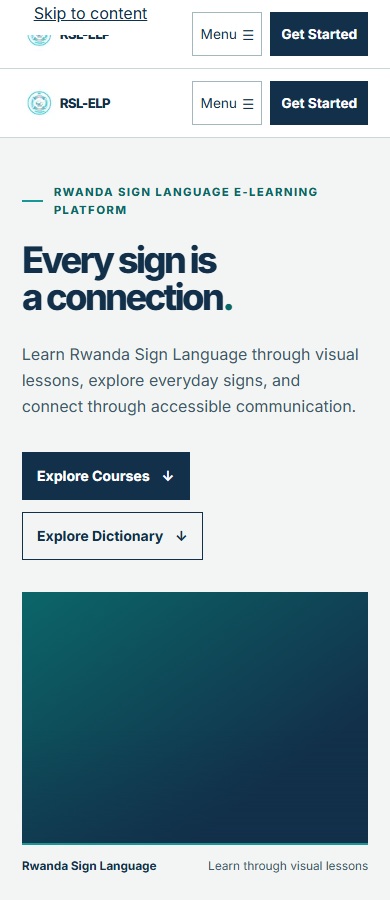 Skip to content
RSL-ELP
Menu
Get Started
RSL-ELP
Menu
Get Started
RWANDA SIGN LANGUAGE E-LEARNING
PLATFORM
Every sign is
a connection.
Learn Rwanda Sign Language through visual
lessons, explore everyday signs, and
connect through accessible communication.
Explore Courses ↓
Explore Dictionary ↓
Rwanda Sign Language
Learn through visual lessons